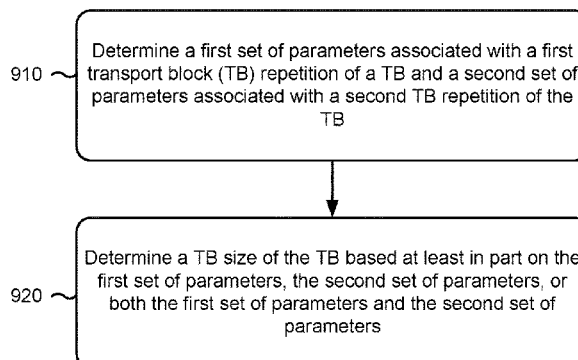 910
Determine a first set of parameters associated with a first
transport block (TB) repetition of a TB and a second set of
parameters associated with a second TB repetition of the
TB
920
Determine a TB size of the TB based at least in part on the
first set of parameters, the second set of parameters, or
both the first set of parameters and the second set of
parameters